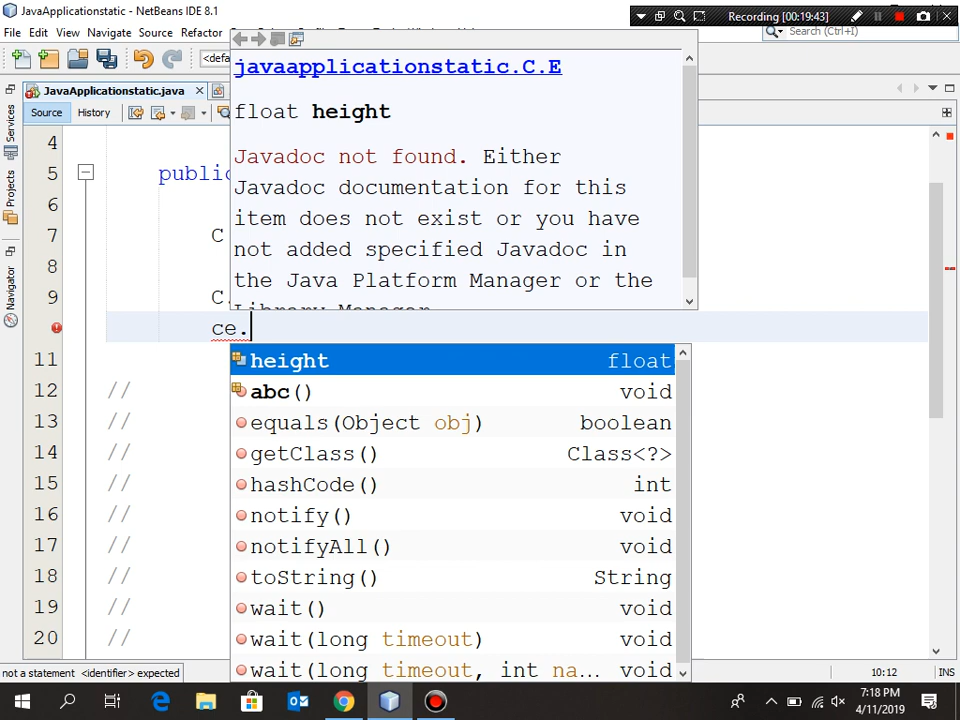 JavaApplicationstatic - NetBeans IDE 8.1
Recording [00:19:43]
File Edit View Navigate Source Refactor
Search (Ctrl+I)
<defa
JavaApplicationstatic.java
Source History
Services
Projects
Navigator
javaapplicationstatic.C.E
float height
Javadoc not found. Either
Javadoc documentation for this
item does not exist or you have
not added specified Javadoc in
the Java Platform Manager or the
Library Manager
4
5 public
6
7 C
8
9 C.
ce.
11
12 //
13 //
14 //
15 //
16 //
17 //
18 //
19 //
20 //
height float
abc() void
equals(Object obj) boolean
getClass() Class<?>
hashCode() int
notify() void
notifyAll() void
toString() String
wait() void
wait(long timeout) void
wait(long timeout, int na... void
not a statement <identifier> expected
10:12 INS
7:18 PM
4/11/2019